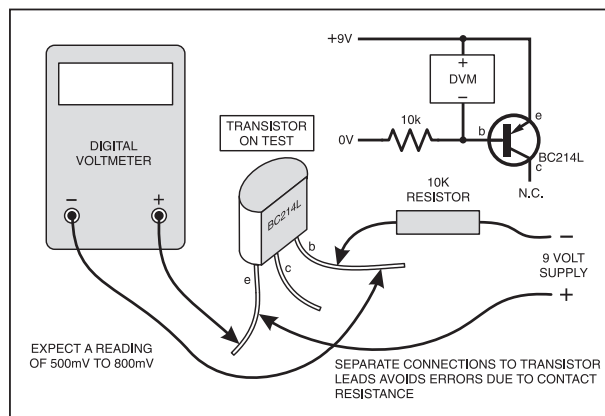 +9V
+
DVM
−
0V
10k
b
e
BC214L
c
N.C.
DIGITAL
VOLTMETER
−
+
TRANSISTOR
ON TEST
BC214L
e
c
b
10K
RESISTOR
−
9 VOLT
SUPPLY
+
EXPECT A READING
OF 500mV TO 800mV
SEPARATE CONNECTIONS TO TRANSISTOR
LEADS AVOIDS ERRORS DUE TO CONTACT
RESISTANCE